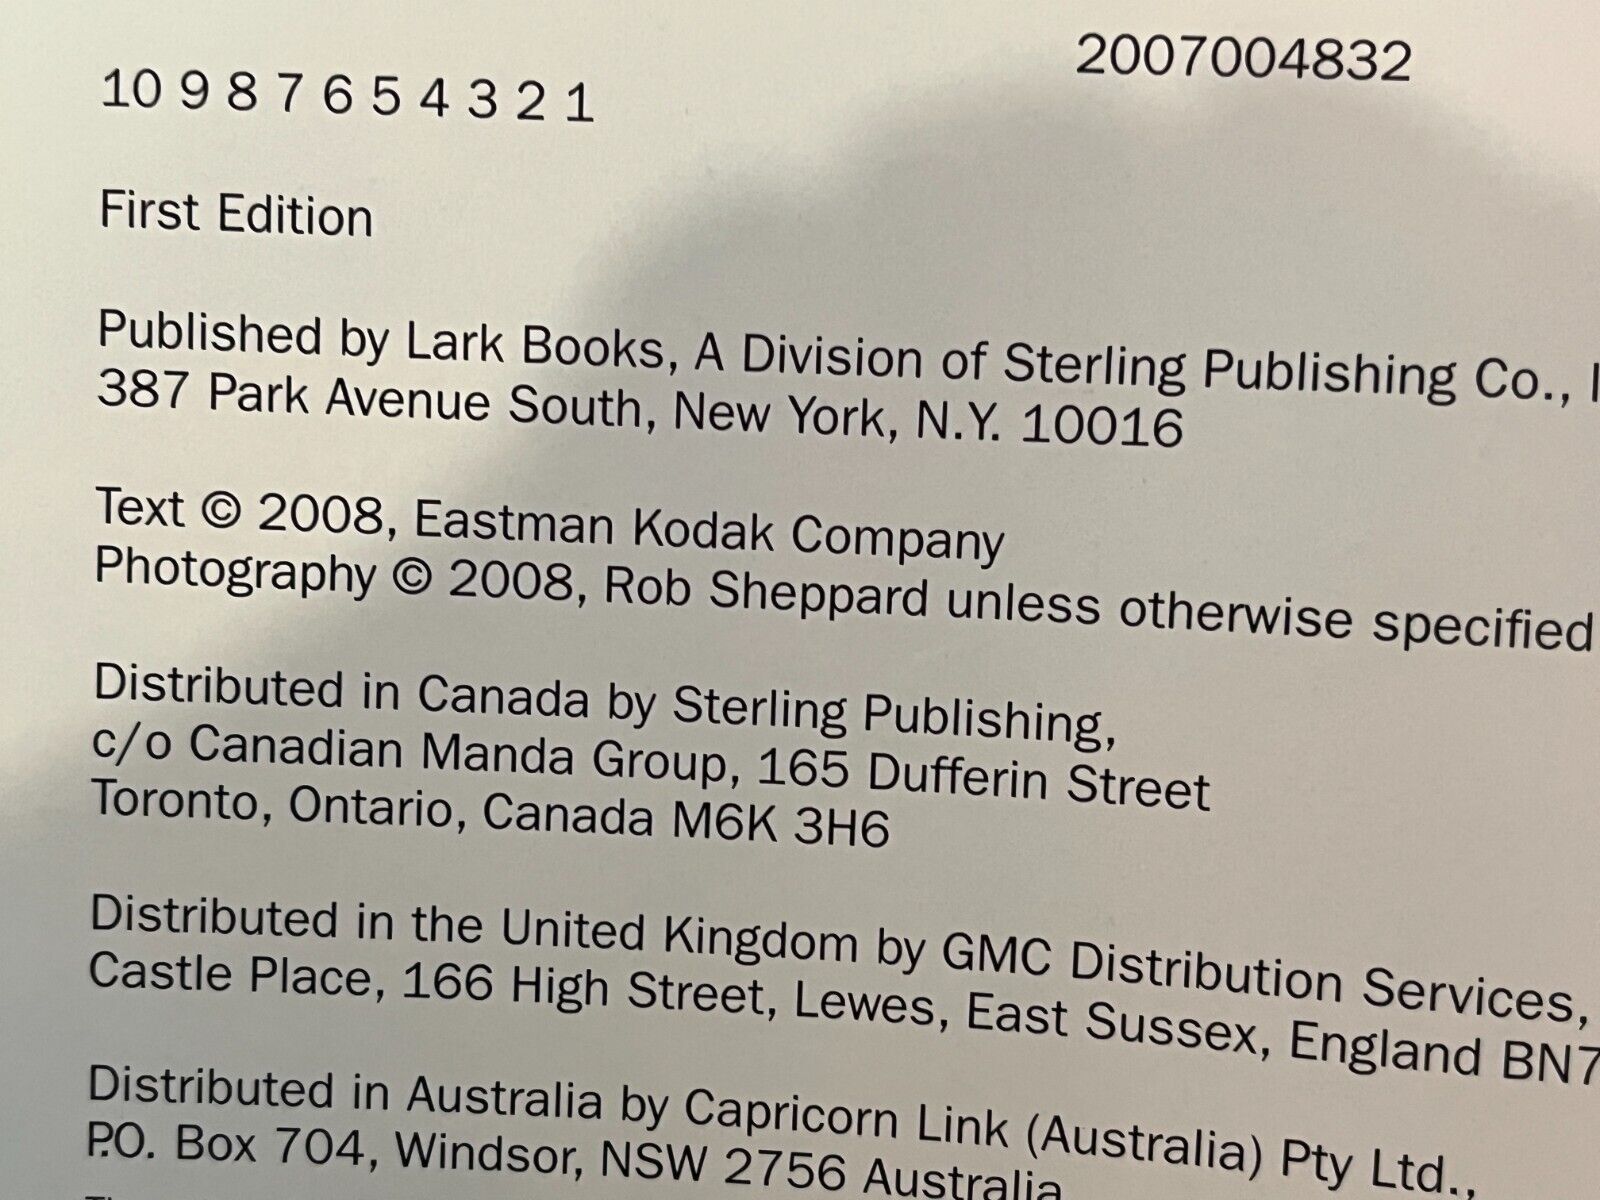 2007004832
10 9 8 7 6 5 4 3 2 1
First Edition
Published by Lark Books, A Division of Sterling Publishing Co.,
387 Park Avenue South, New York, N.Y. 10016
Text © 2008, Eastman Kodak Company
Photography © 2008, Rob Sheppard unless otherwise specified
Distributed in Canada by Sterling Publishing,
c/o Canadian Manda Group, 165 Dufferin Street
Toronto, Ontario, Canada M6K 3H6
Distributed in the United Kingdom by GMC Distribution Services,
Castle Place, 166 High Street, Lewes, East Sussex, England BN7
Distributed in Australia by Capricorn Link (Australia) Pty Ltd.,
P.O. Box 704, Windsor, NSW 2756 Australia